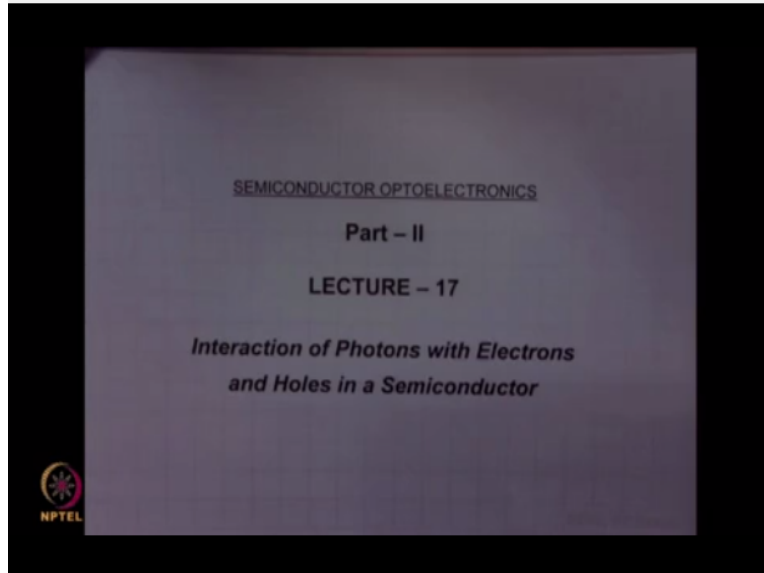 SEMICONDUCTOR OPTOELECTRONICS
Part – II
LECTURE – 17
Interaction of Photons with Electrons
and Holes in a Semiconductor
NPTEL